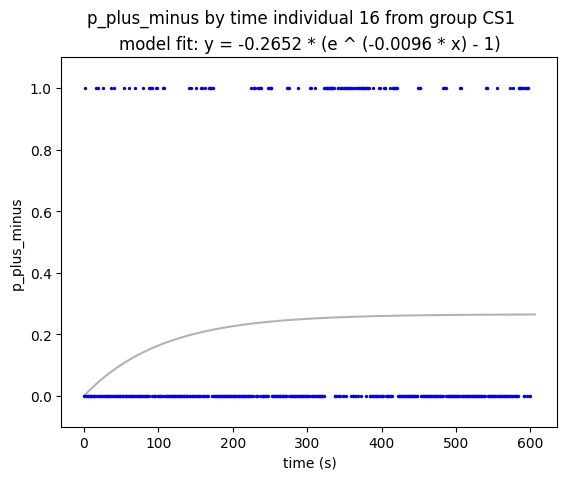 p_plus_minus by time individual 16 from group CS1
model fit: y = -0.2652 * (e ^ (-0.0096 * x) - 1)
1.0
0.8
0.6
0.4
0.2
0.0
p_plus_minus
0 100 200 300 400 500 600
time (s)